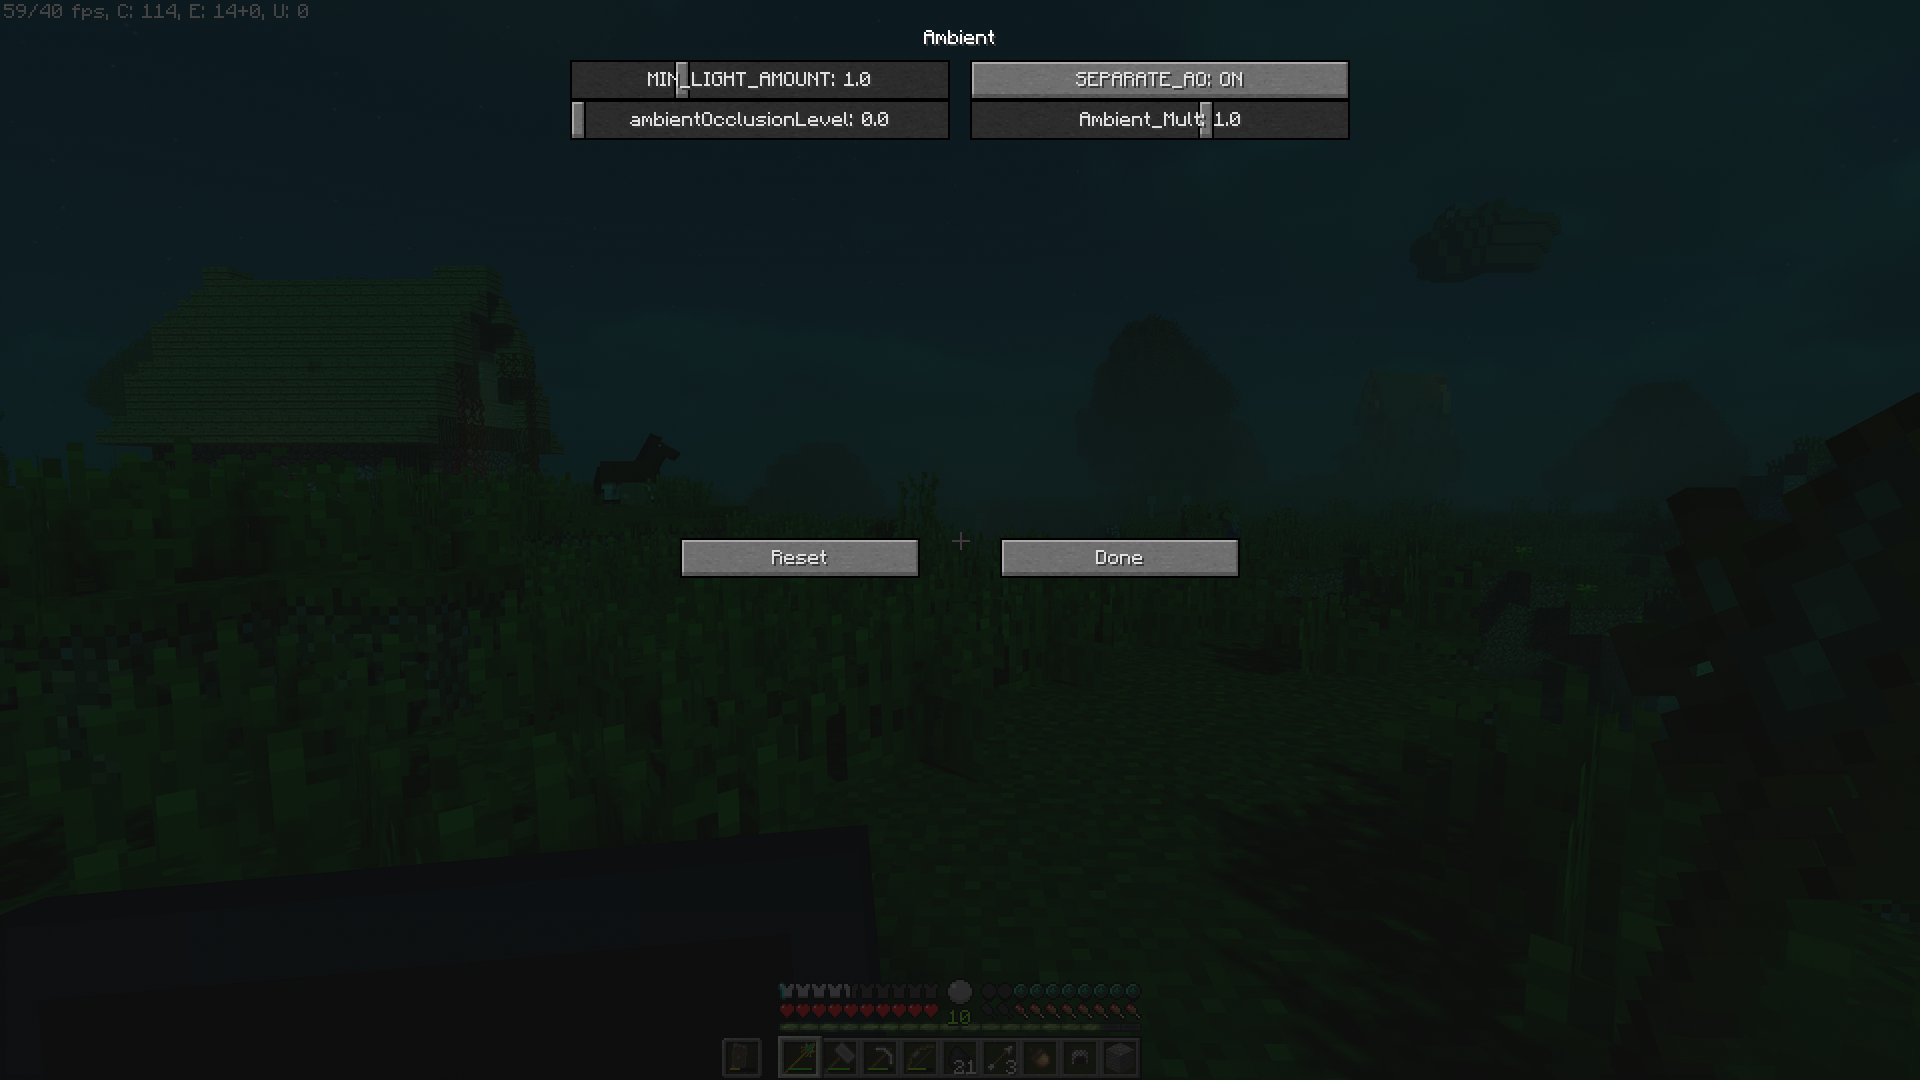 59/40 fps, C: 114, E: 14+0, U: 0
Ambient
MIN_LIGHT_AMOUNT: 1.0
SEPARATE_AO: ON
ambientOcclusionLevel: 0.0
Ambient_Mult: 1.0
Reset
Done
10
21
3